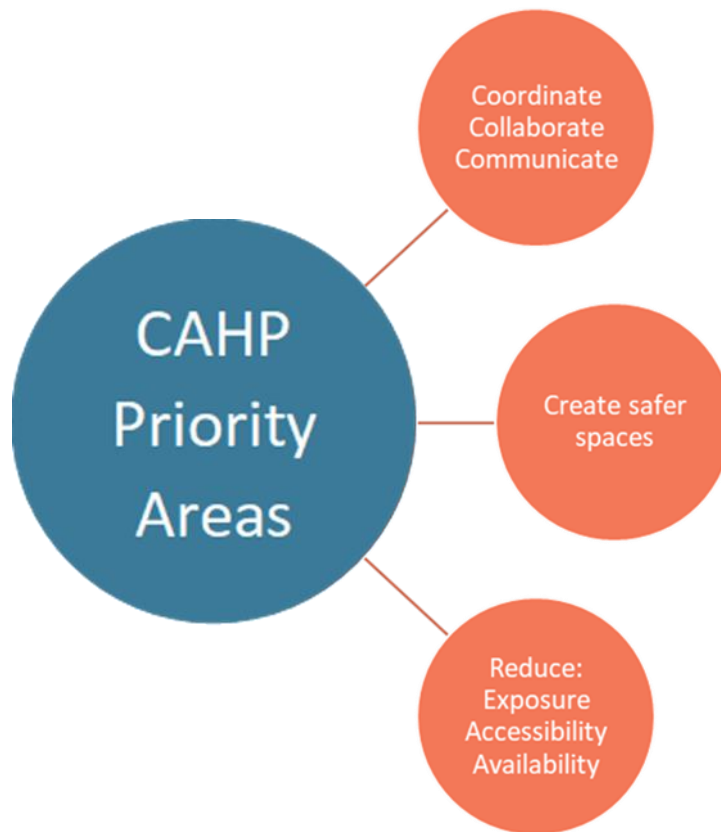 CAHP
Priority
Areas
Coordinate
Collaborate
Communicate
Create safer
spaces
Reduce:
Exposure
Accessibility
Availability